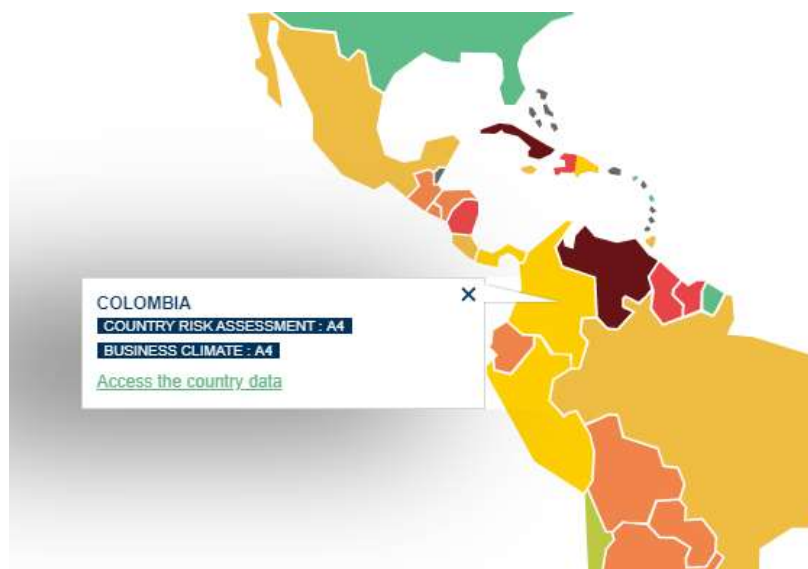 COLOMBIA
COUNTRY RISK ASSESSMENT : A4
BUSINESS CLIMATE : A4
Access the country data